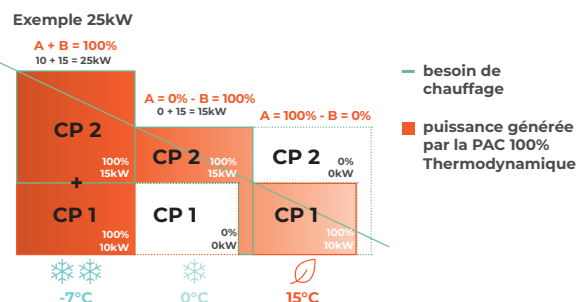 Exemple 25kW
A + B = 100%
10 + 15 = 25kW
A = 0% - B = 100%
0 + 15 = 15kW
A = 100% - B = 0%
CP 2
100%
15kW
CP 2
100%
15kW
CP 2
0%
0kW
+
CP 1
100%
10kW
CP 1
0%
0kW
CP 1
100%
10kW
-7°C
0°C
15°C
besoin de
chauffage
puissance générée
par la PAC 100%
Thermodynamique